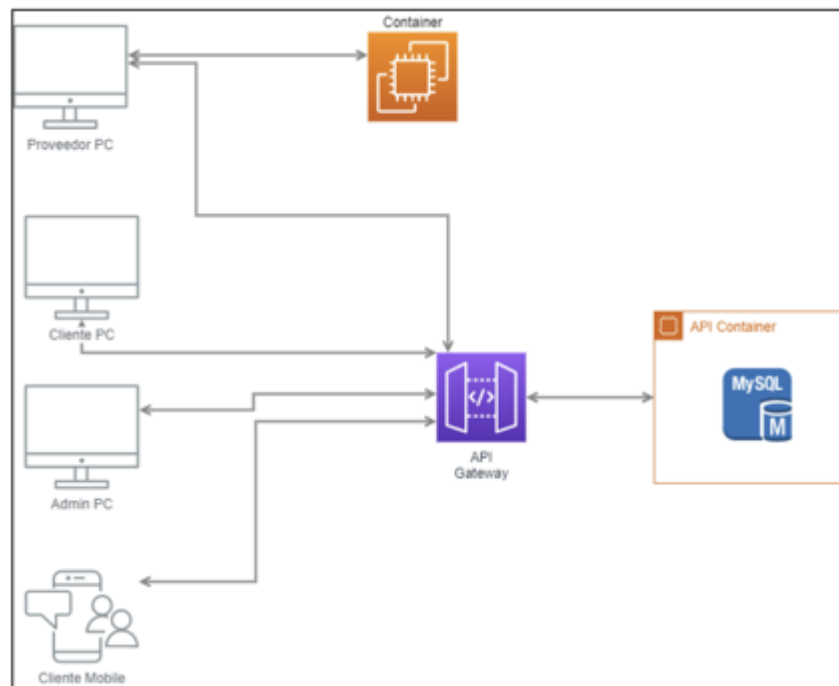 Container
Proveedor PC
Cliente PC
API Container
MySQL
M
Admin PC
API
Gateway
Cliente Mobile